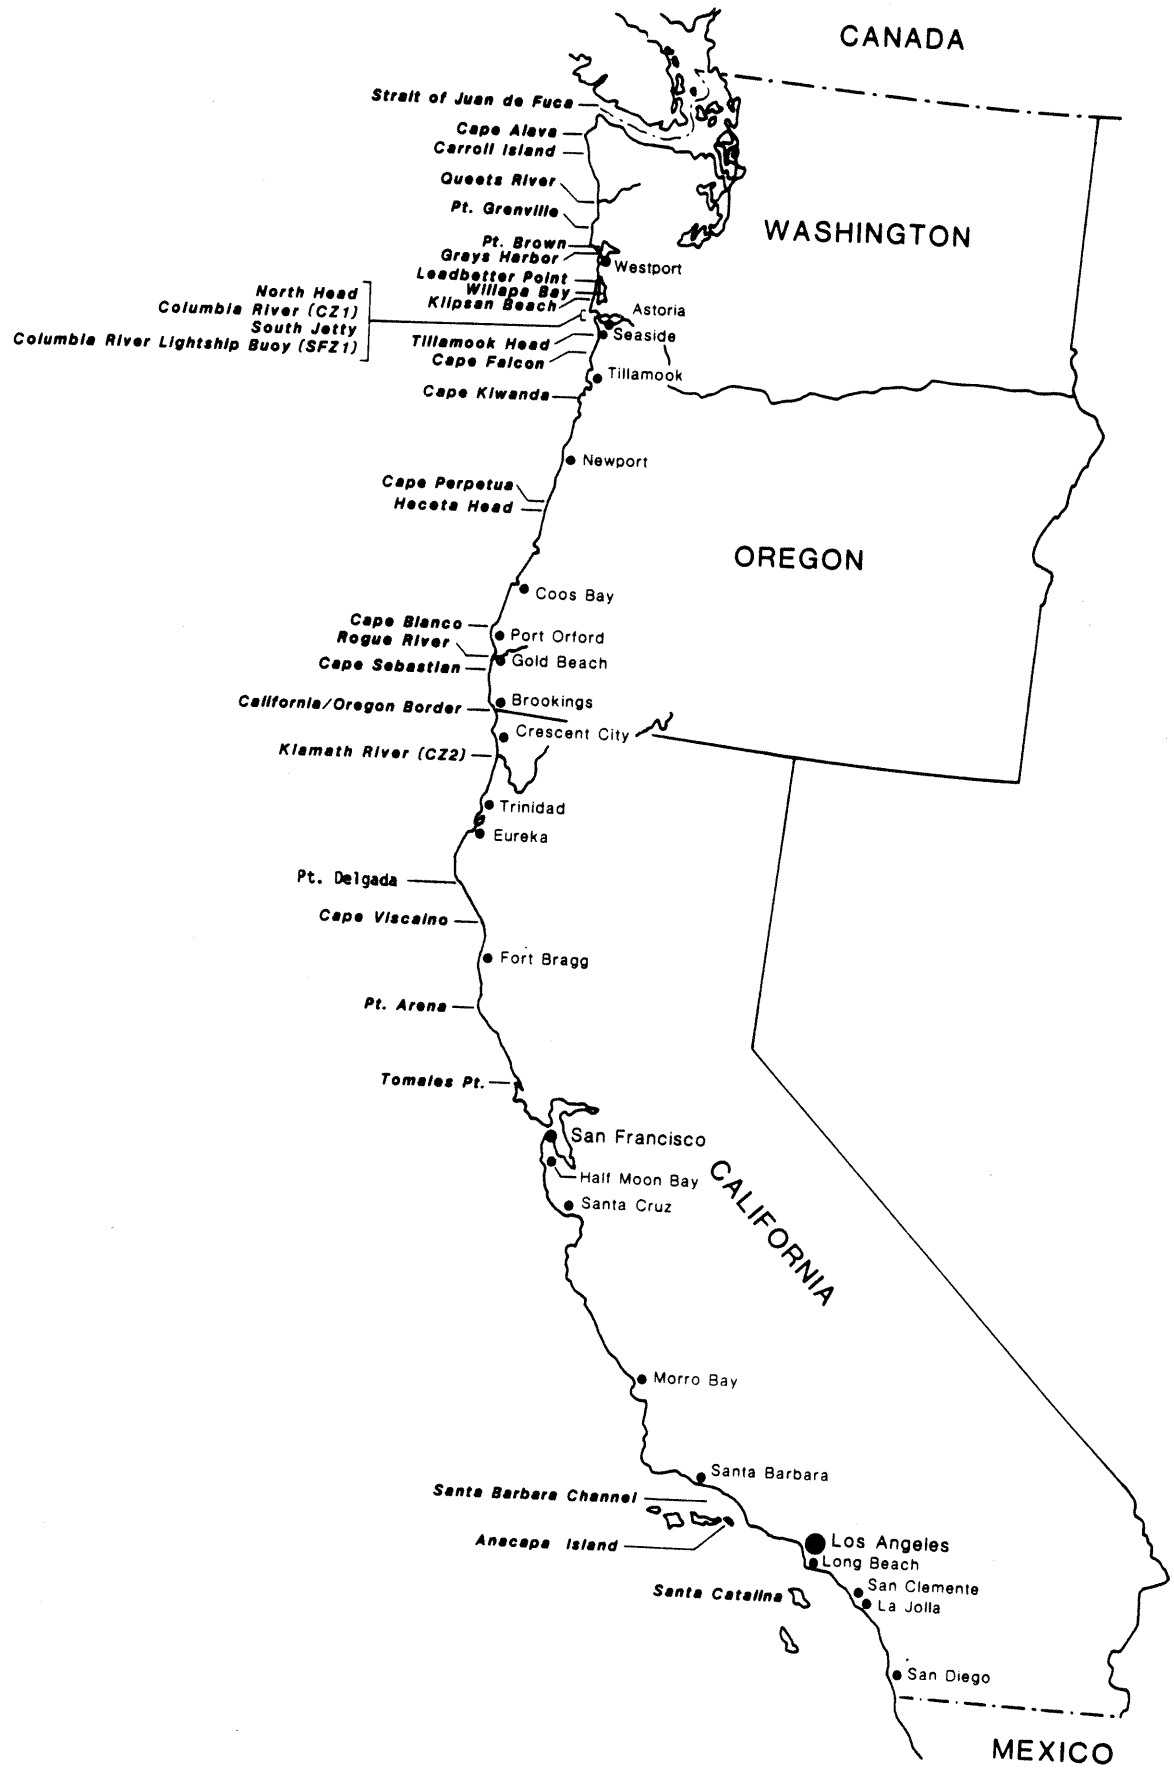 CANADA
Strait of Juan de Fuca
Cape Alava
Carroll Island
Queets River
Pt. Grenville
WASHINGTON
Pt. Brown
Grays Harbor
Westport
Leadbetter Point
Willapa Bay
Klipsan Beach
North Head
Columbia River (CZ1)
South Jetty
Columbia River Lightship Buoy (SFZ1)
Astoria
Seaside
Tillamook Head
Cape Falcon
Tillamook
Cape Kiwanda
Newport
Cape Perpetua
Heceta Head
OREGON
Coos Bay
Cape Blanco
Port Orford
Rogue River
Gold Beach
Cape Sebastian
Brookings
California/Oregon Border
Crescent City
Klamath River (CZ2)
Trinidad
Eureka
Pt. Delgada
Cape Viscaino
Fort Bragg
Pt. Arena
Tomales Pt.
San Francisco
Half Moon Bay
Santa Cruz
CALIFORNIA
Morro Bay
Santa Barbara
Santa Barbara Channel
Anacapa Island
Los Angeles
Long Beach
San Clemente
Santa Catalina
La Jolla
San Diego
MEXICO